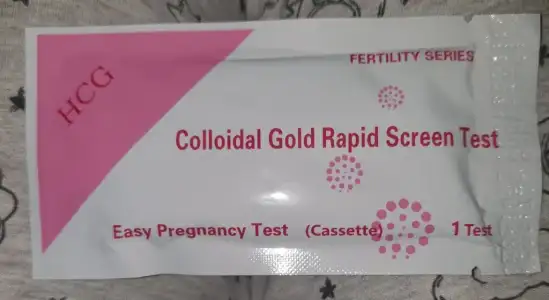 HCG
FERTILITY SERIES
Colloidal Gold Rapid Screen Test
Easy Pregnancy Test (Cassette) 1 Test